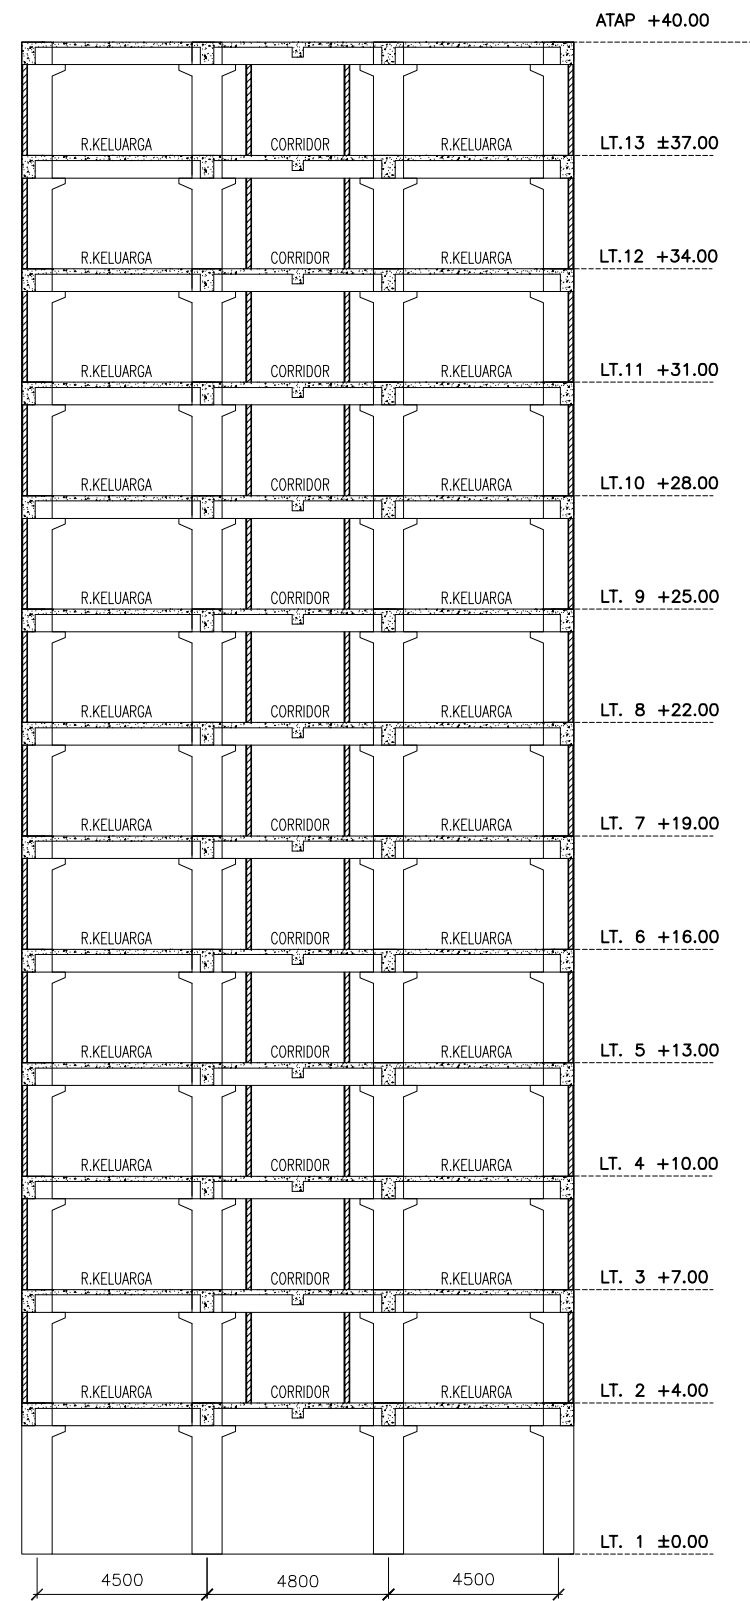 ATAP +40.00
R.KELUARGA CORRIDOR R.KELUARGA LT.13 ±37.00
R.KELUARGA CORRIDOR R.KELUARGA LT.12 +34.00
R.KELUARGA CORRIDOR R.KELUARGA LT.11 +31.00
R.KELUARGA CORRIDOR R.KELUARGA LT.10 +28.00
R.KELUARGA CORRIDOR R.KELUARGA LT. 9 +25.00
R.KELUARGA CORRIDOR R.KELUARGA LT. 8 +22.00
R.KELUARGA CORRIDOR R.KELUARGA LT. 7 +19.00
R.KELUARGA CORRIDOR R.KELUARGA LT. 6 +16.00
R.KELUARGA CORRIDOR R.KELUARGA LT. 5 +13.00
R.KELUARGA CORRIDOR R.KELUARGA LT. 4 +10.00
R.KELUARGA CORRIDOR R.KELUARGA LT. 3 +7.00
R.KELUARGA CORRIDOR R.KELUARGA LT. 2 +4.00
LT. 1 ±0.00
4500 4800 4500